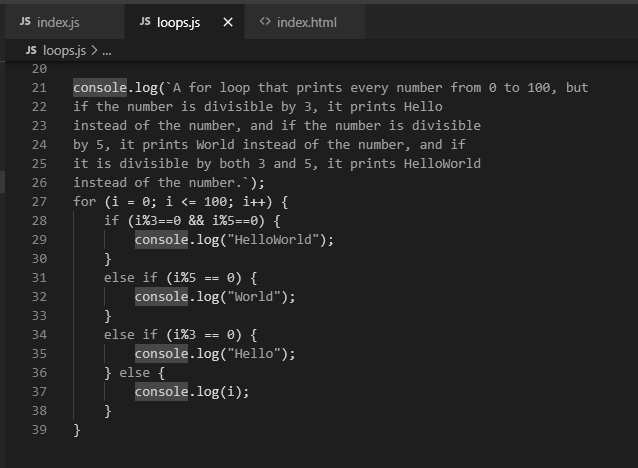 JS index.js JS loops.js × <> index.html
JS loops.js > ...
20
21 console.log(`A for loop that prints every number from 0 to 100, but
22 if the number is divisible by 3, it prints Hello
23 instead of the number, and if the number is divisible
24 by 5, it prints World instead of the number, and if
25 it is divisible by both 3 and 5, it prints HelloWorld
26 instead of the number.`);
27 for (i = 0; i <= 100; i++) {
28     if (i%3==0 && i%5==0) {
29         console.log("HelloWorld");
30     }
31     else if (i%5 == 0) {
32         console.log("World");
33     }
34     else if (i%3 == 0) {
35         console.log("Hello");
36     } else {
37         console.log(i);
38     }
39 }